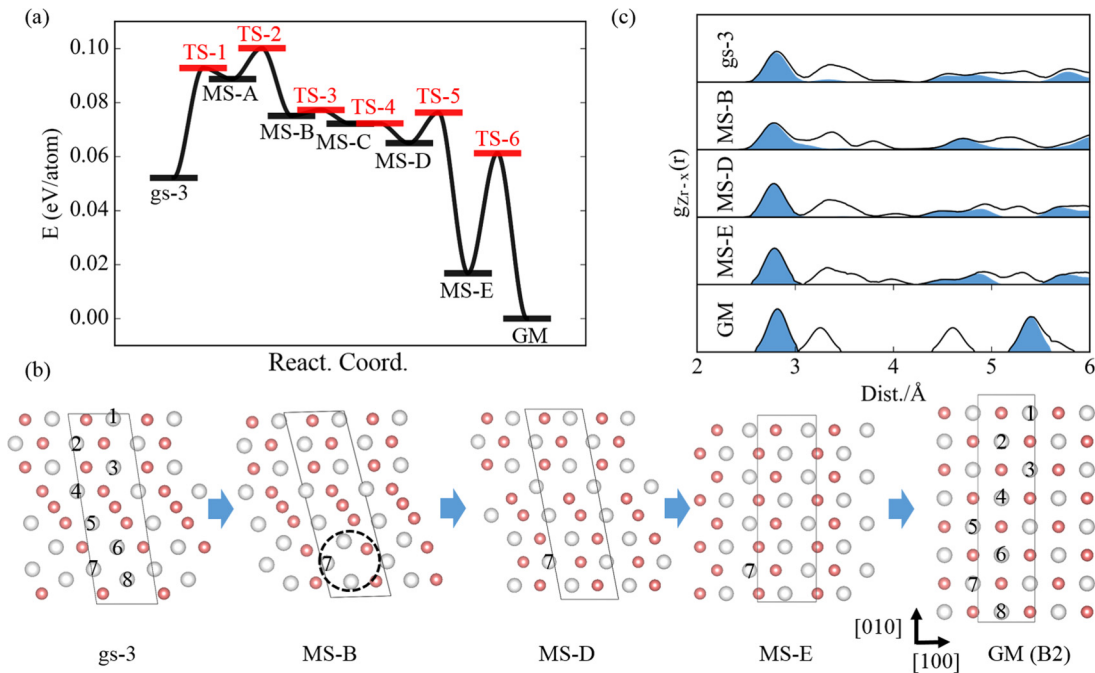 (a)
E (eV/atom)
0.10
0.08
0.06
0.04
0.02
0.00
TS-1
TS-2
MS-A
TS-3
TS-4
TS-5
MS-B
MS-C
MS-D
TS-6
gs-3
MS-E
GM
React. Coord.
(c)
gZr-x(r)
gs-3
MS-B
MS-D
MS-E
GM
2 3 4 5 6
Dist./Å
(b)
1
2
3
4
5
6
7
8
gs-3
7
MS-B
7
MS-D
7
MS-E
1
2
3
4
5
6
7
8
[010]
[100]
GM (B2)